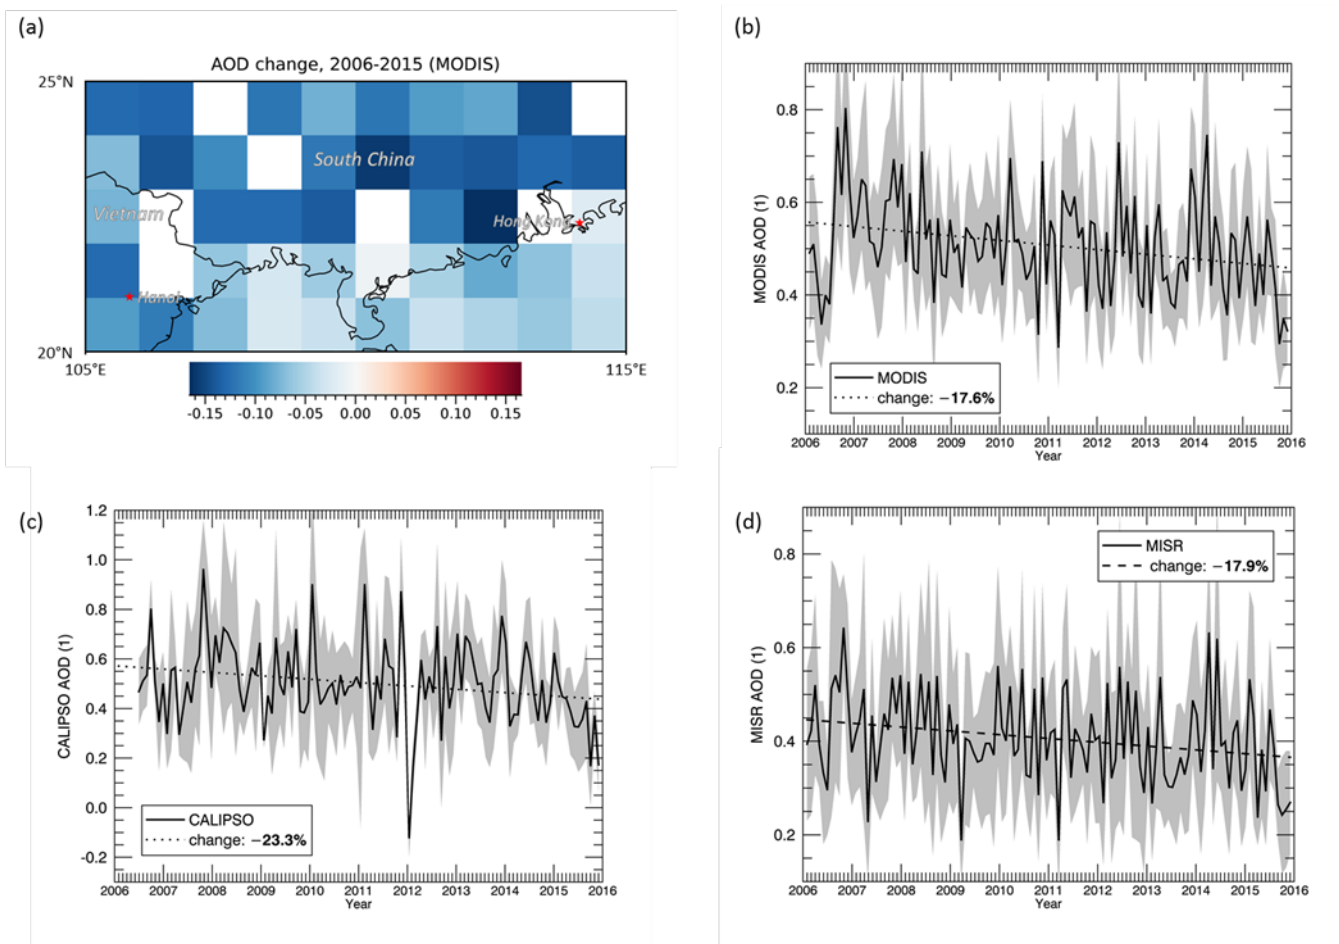 (a)
AOD change, 2006-2015 (MODIS)
25°N
South China
Vietnam
Hong Kong
Hanoi
20°N
105°E
115°E
-0.15 -0.10 -0.05 0.00 0.05 0.10 0.15
(b)
MODIS AOD (1)
0.8
0.6
0.4
0.2
MODIS
change: −17.6%
2006 2007 2008 2009 2010 2011 2012 2013 2014 2015 2016
Year
(c)
CALIPSO AOD (1)
1.2
1.0
0.8
0.6
0.4
0.2
0.0
-0.2
CALIPSO
change: −23.3%
2006 2007 2008 2009 2010 2011 2012 2013 2014 2015 2016
Year
(d)
MISR AOD (1)
0.8
0.6
0.4
0.2
MISR
change: −17.9%
2006 2007 2008 2009 2010 2011 2012 2013 2014 2015 2016
Year